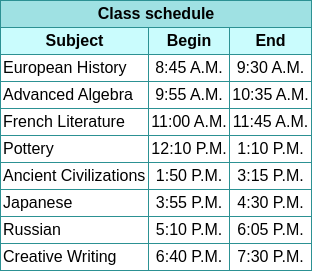 Class schedule
Subject Begin End
European History 8:45 A.M. 9:30 A.M.
Advanced Algebra 9:55 A.M. 10:35 A.M.
French Literature 11:00 A.M. 11:45 A.M.
Pottery 12:10 P.M. 1:10 P.M.
Ancient Civilizations 1:50 P.M. 3:15 P.M.
Japanese 3:55 P.M. 4:30 P.M.
Russian 5:10 P.M. 6:05 P.M.
Creative Writing 6:40 P.M. 7:30 P.M.